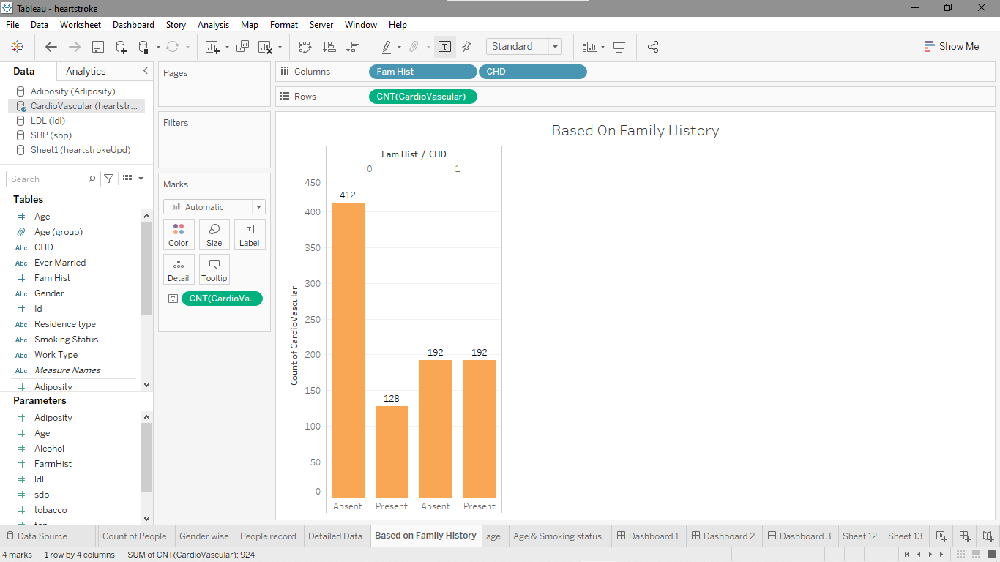 Tableau - heartstroke
File Data Worksheet Dashboard Story Analysis Map Format Server Window Help
Standard
Show Me
Data Analytics
Adiposity (Adiposity)
CardioVascular (heartstr...
LDL (ldl)
SBP (sbp)
Sheet1 (heartstrokeUpd)
Search
Tables
# Age
Age (group)
Abc CHD
Abc Ever Married
# Fam Hist
Abc Gender
# Id
Abc Residence type
Abc Smoking Status
Abc Work Type
Abc Measure Names
# Adiposity
Parameters
# Adiposity
# Age
# Alcohol
# FarmHist
# ldl
# sdp
# tobacco
Pages
Filters
Marks
Automatic
Color Size Label
Detail Tooltip
CNT(CardioVa..
Columns Fam Hist CHD
Rows CNT(CardioVascular)
Based On Family History
Fam Hist / CHD
0 1
Count of CardioVascular
450
400
350
300
250
200
150
100
50
0
412
128
192
192
Absent Present Absent Present
Data Source Count of People Gender wise People record Detailed Data Based on Family History age Age & Smoking status Dashboard 1 Dashboard 2 Dashboard 3 Sheet 12 Sheet 13
4 marks 1 row by 4 columns SUM of CNT(CardioVascular): 924